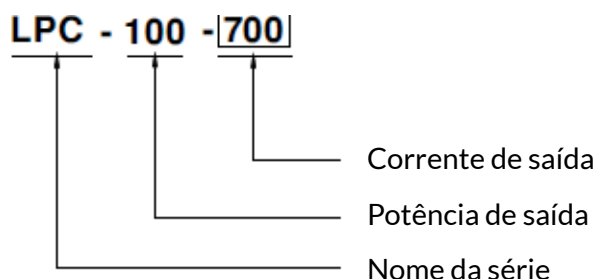 LPC - 100 - 700
Corrente de saída
Potência de saída
Nome da série